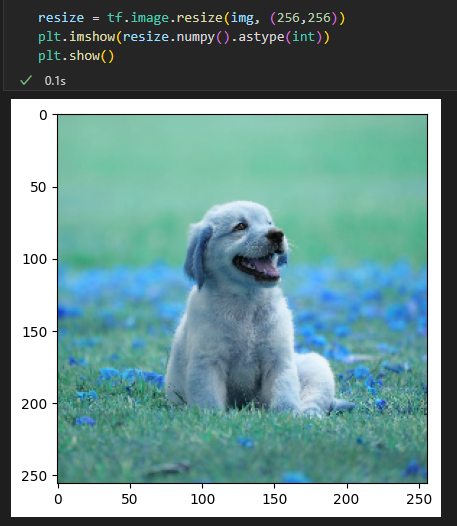 resize = tf.image.resize(img, (256,256))
plt.imshow(resize.numpy().astype(int))
plt.show()
0.1s
0
50
100
150
200
250
0 50 100 150 200 250